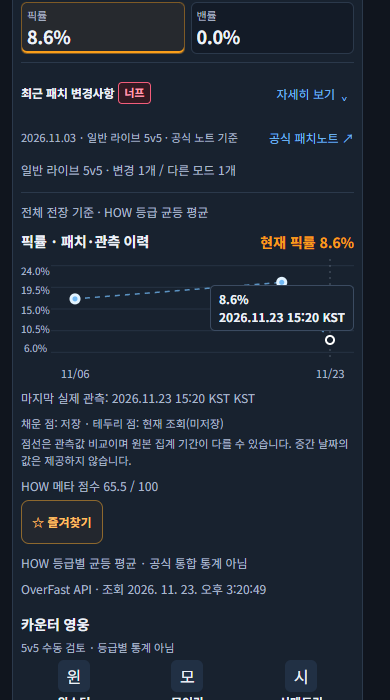 픽률
밴률
8.6%
0.0%
최근 패치 변경사항 너프 자세히 보기 ⌄
2026.11.03 · 일반 라이브 5v5 · 공식 노트 기준 공식 패치노트 ↗
일반 라이브 5v5 · 변경 1개 / 다른 모드 1개
전체 전장 기준 · HOW 등급 균등 평균
픽률 · 패치·관측 이력 현재 픽률 8.6%
24.0%
19.5%
15.0%
10.5%
6.0%
8.6%
2026.11.23 15:20 KST
11/06 11/23
마지막 실제 관측: 2026.11.23 15:20 KST KST
채운 점: 저장 · 테두리 점: 현재 조회(미저장)
점선은 관측값 비교이며 원본 집계 기간이 다를 수 있습니다. 중간 날짜의
값은 제공하지 않습니다.
HOW 메타 점수 65.5 / 100
☆ 즐겨찾기
HOW 등급별 균등 평균 · 공식 통합 통계 아님
OverFast API · 조회 2026. 11. 23. 오후 3:20:49
카운터 영웅
5v5 수동 검토 · 등급별 통계 아님
윈 모 시